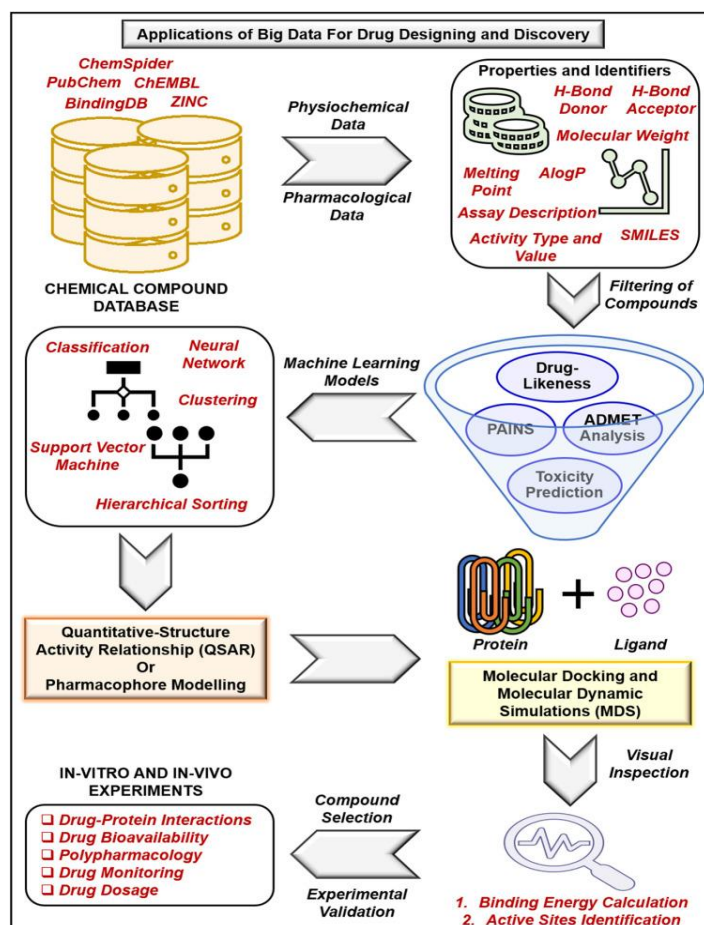 Applications of Big Data For Drug Designing and Discovery
ChemSpider
PubChem ChEMBL
BindingDB ZINC
CHEMICAL COMPOUND
DATABASE
Physiochemical
Data
Pharmacological
Data
Properties and Identifiers
H-Bond
Donor
H-Bond
Acceptor
Molecular Weight
Melting
Point
AlogP
Assay Description
Activity Type and
Value
SMILES
Filtering of
Compounds
Drug-
Likeness
PAINS
ADMET
Analysis
Toxicity
Prediction
Machine Learning
Models
Classification
Neural
Network
Clustering
Support Vector
Machine
Hierarchical Sorting
Quantitative-Structure
Activity Relationship (QSAR)
Or
Pharmacophore Modelling
Protein
Ligand
Molecular Docking and
Molecular Dynamic
Simulations (MDS)
Visual
Inspection
1. Binding Energy Calculation
2. Active Sites Identification
Compound
Selection
Experimental
Validation
IN-VITRO AND IN-VIVO
EXPERIMENTS
❑ Drug-Protein Interactions
❑ Drug Bioavailability
❑ Polypharmacology
❑ Drug Monitoring
❑ Drug Dosage